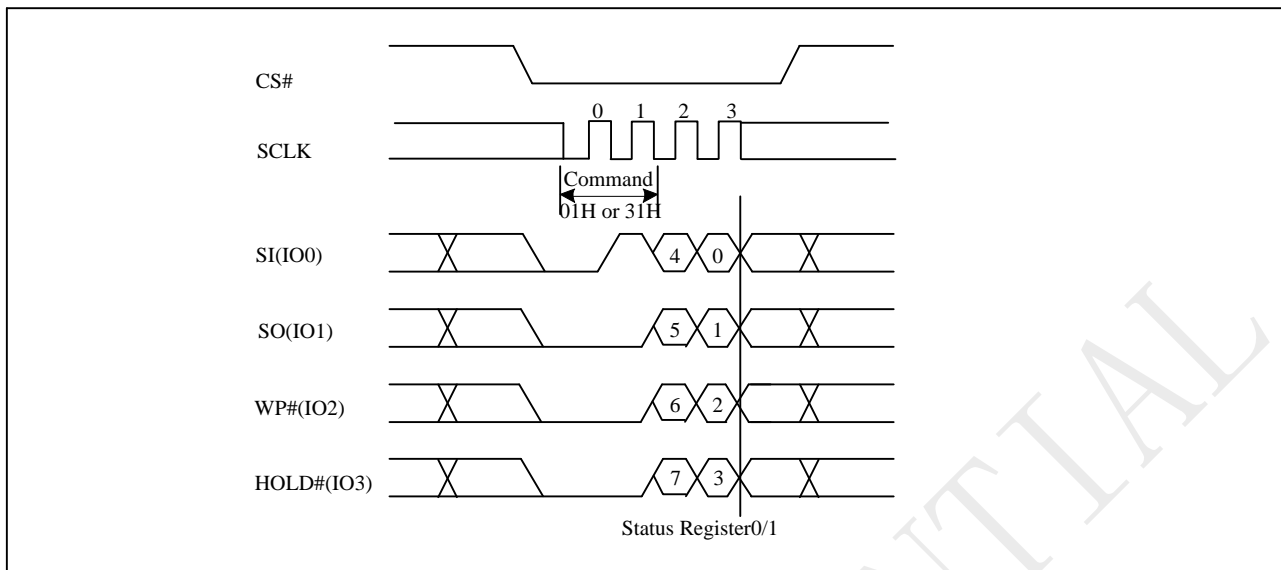 CS#
0 1 2 3
SCLK
Command
01H or 31H
SI(IO0) 4 0
SO(IO1) 5 1
WP#(IO2) 6 2
HOLD#(IO3) 7 3
Status Register0/1
NTIAL